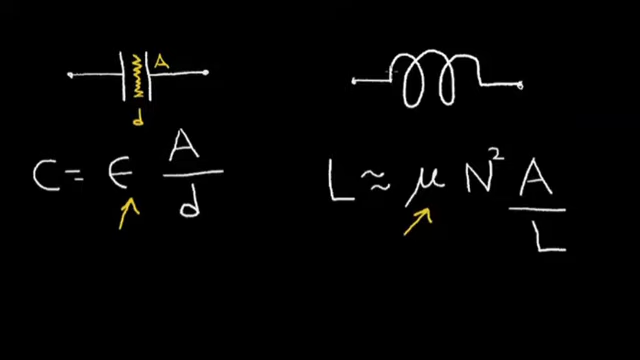 A
d
C = ϵ A/d
L ≈ μ N² A/L